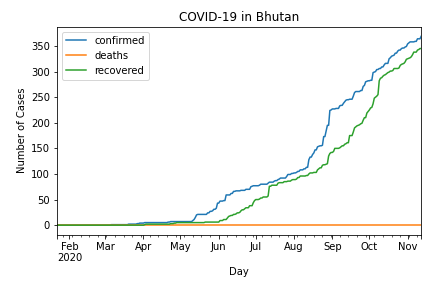 COVID-19 in Bhutan
confirmed
deaths
recovered
Number of Cases
350
300
250
200
150
100
50
0
Feb Mar Apr May Jun Jul Aug Sep Oct Nov
2020
Day